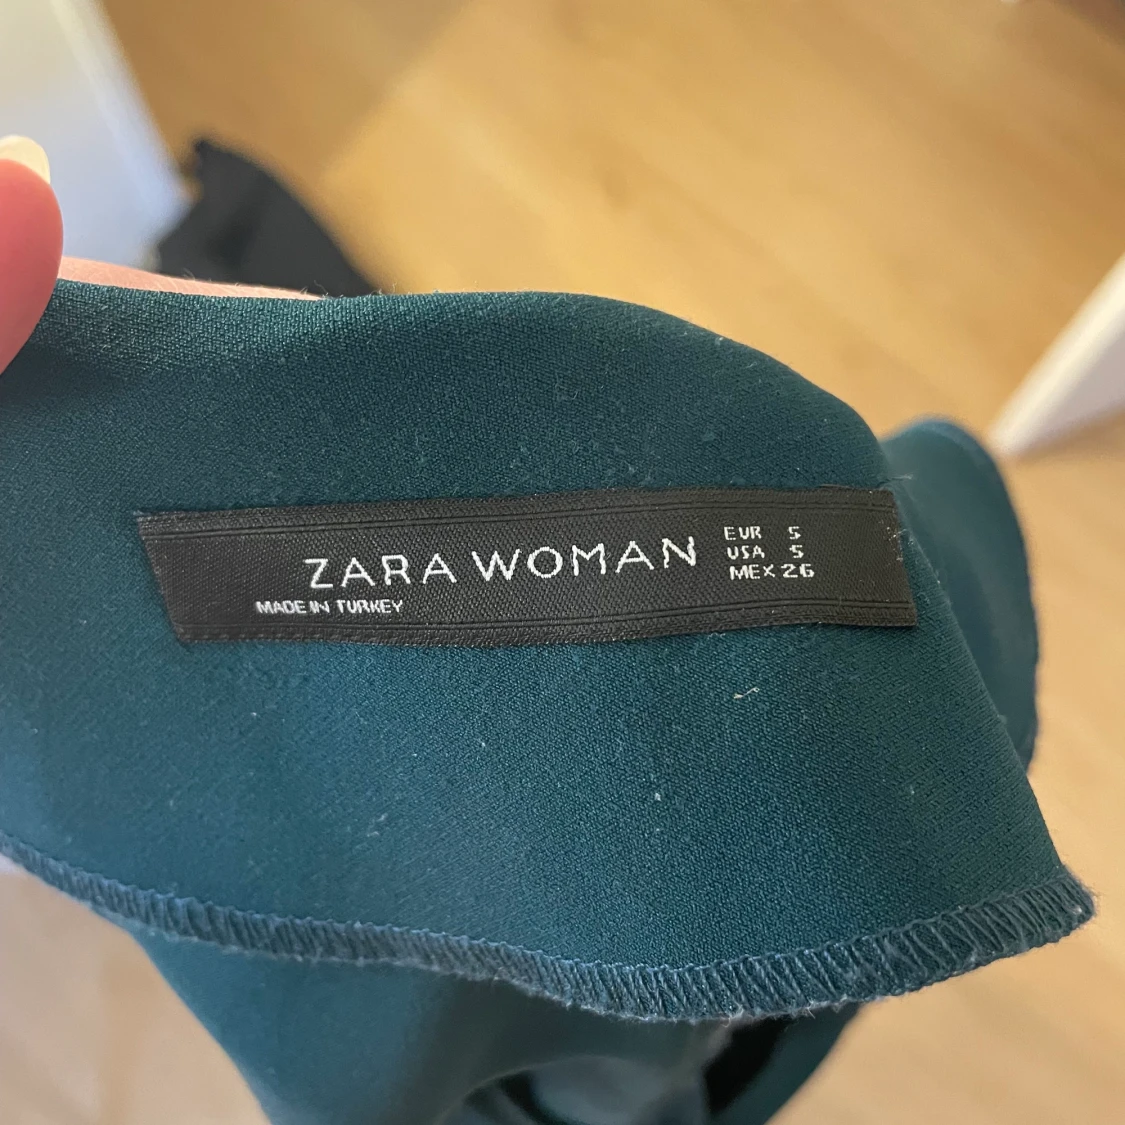 ZARA WOMAN
MADE IN TURKEY
EUR S
USA S
MEX 26